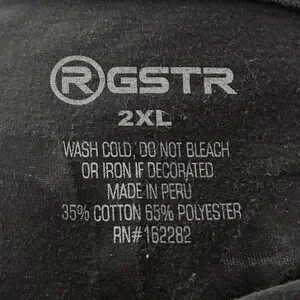 RGSTR
2XL
WASH COLD, DO NOT BLEACH
OR IRON IF DECORATED
MADE IN PERU
35% COTTON 65% POLYESTER
RN#162282